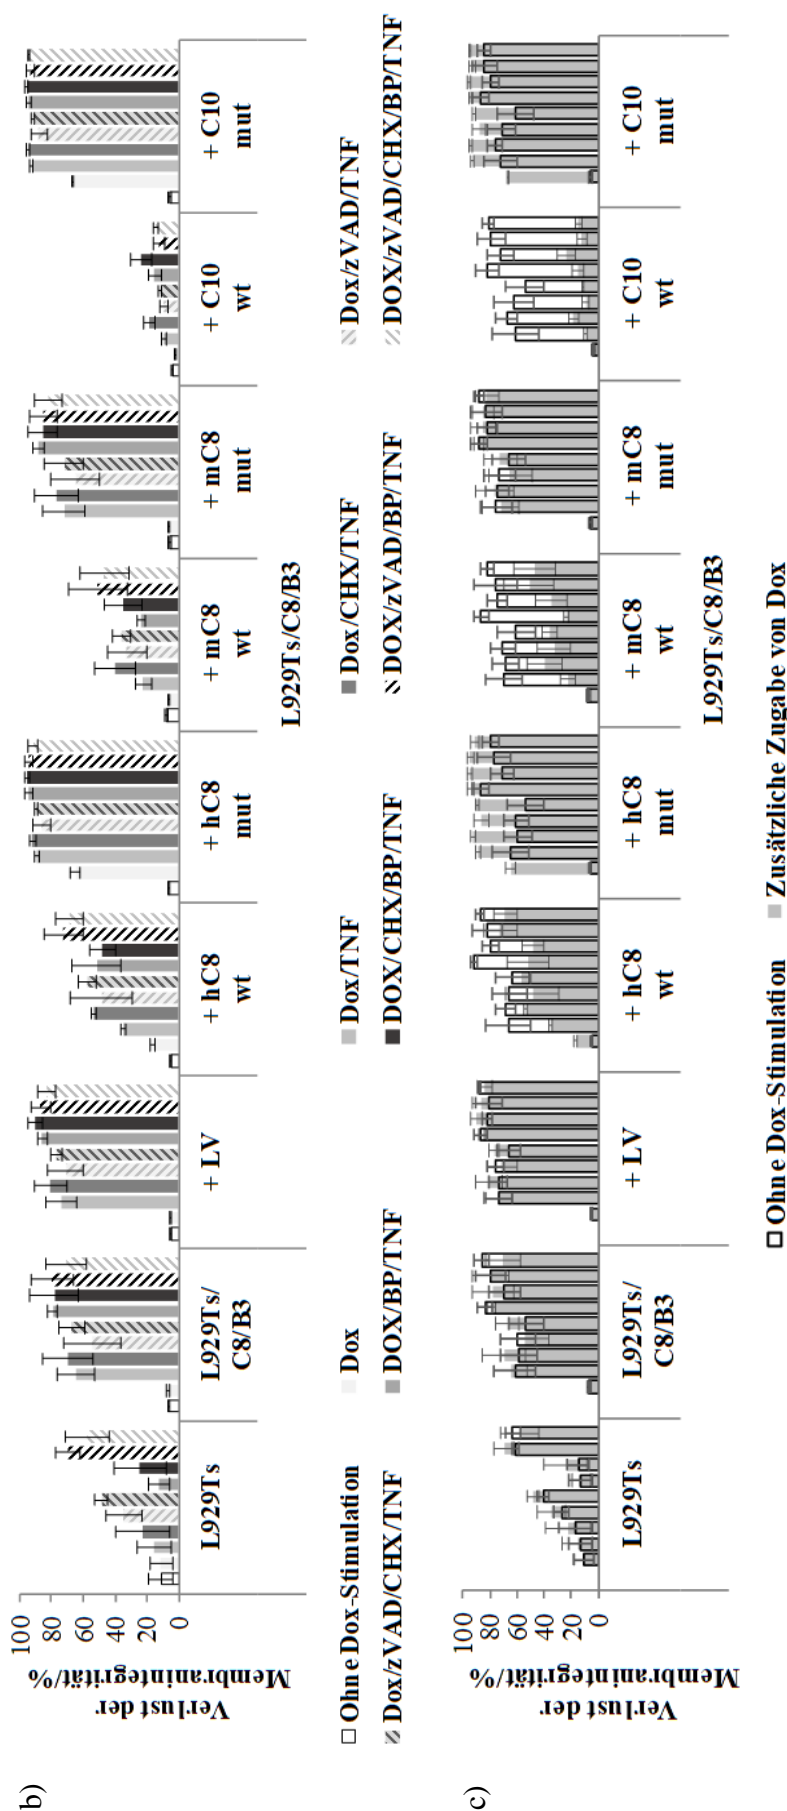 b)
Verlust der
Membranintegrität/%
100
80
60
40
20
0
L929Ts
L929Ts/
C8/B3
+ LV
+ hC8
wt
+ hC8
mut
+ mC8
wt
+ mC8
mut
+ C10
wt
+ C10
mut
L929Ts/C8/B3
Ohne Dox-Stimulation
Dox
Dox/TNF
Dox/CHX/TNF
Dox/zVAD/TNF
Dox/zVAD/CHX/TNF
DOX/BP/TNF
DOX/CHX/BP/TNF
DOX/zVAD/BP/TNF
DOX/zVAD/CHX/BP/TNF
c)
Verlust der
Membranintegrität/%
100
80
60
40
20
0
L929Ts
L929Ts/
C8/B3
+ LV
+ hC8
wt
+ hC8
mut
+ mC8
wt
+ mC8
mut
+ C10
wt
+ C10
mut
L929Ts/C8/B3
Ohne Dox-Stimulation
Zusätzliche Zugabe von Dox